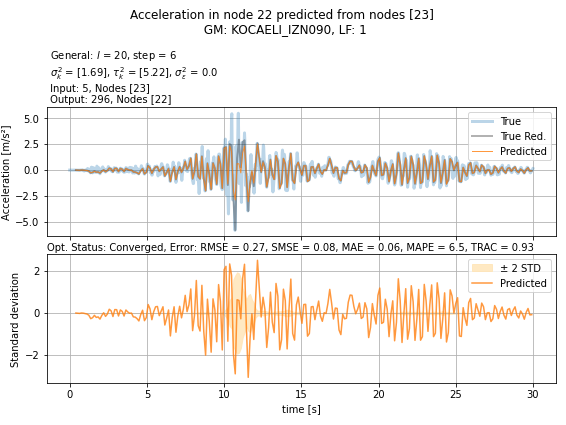 Acceleration in node 22 predicted from nodes [23]
GM: KOCAELI_IZN090, LF: 1
General: l = 20, step = 6
σ²ₖ = [1.69], τ²ₖ = [5.22], σ²ε = 0.0
Input: 5, Nodes [23]
Output: 296, Nodes [22]
Acceleration [m/s²]
5.0
2.5
0.0
−2.5
−5.0
True
True Red.
Predicted
Opt. Status: Converged, Error: RMSE = 0.27, SMSE = 0.08, MAE = 0.06, MAPE = 6.5, TRAC = 0.93
Standard deviation
2
0
−2
± 2 STD
Predicted
0 5 10 15 20 25 30
time [s]